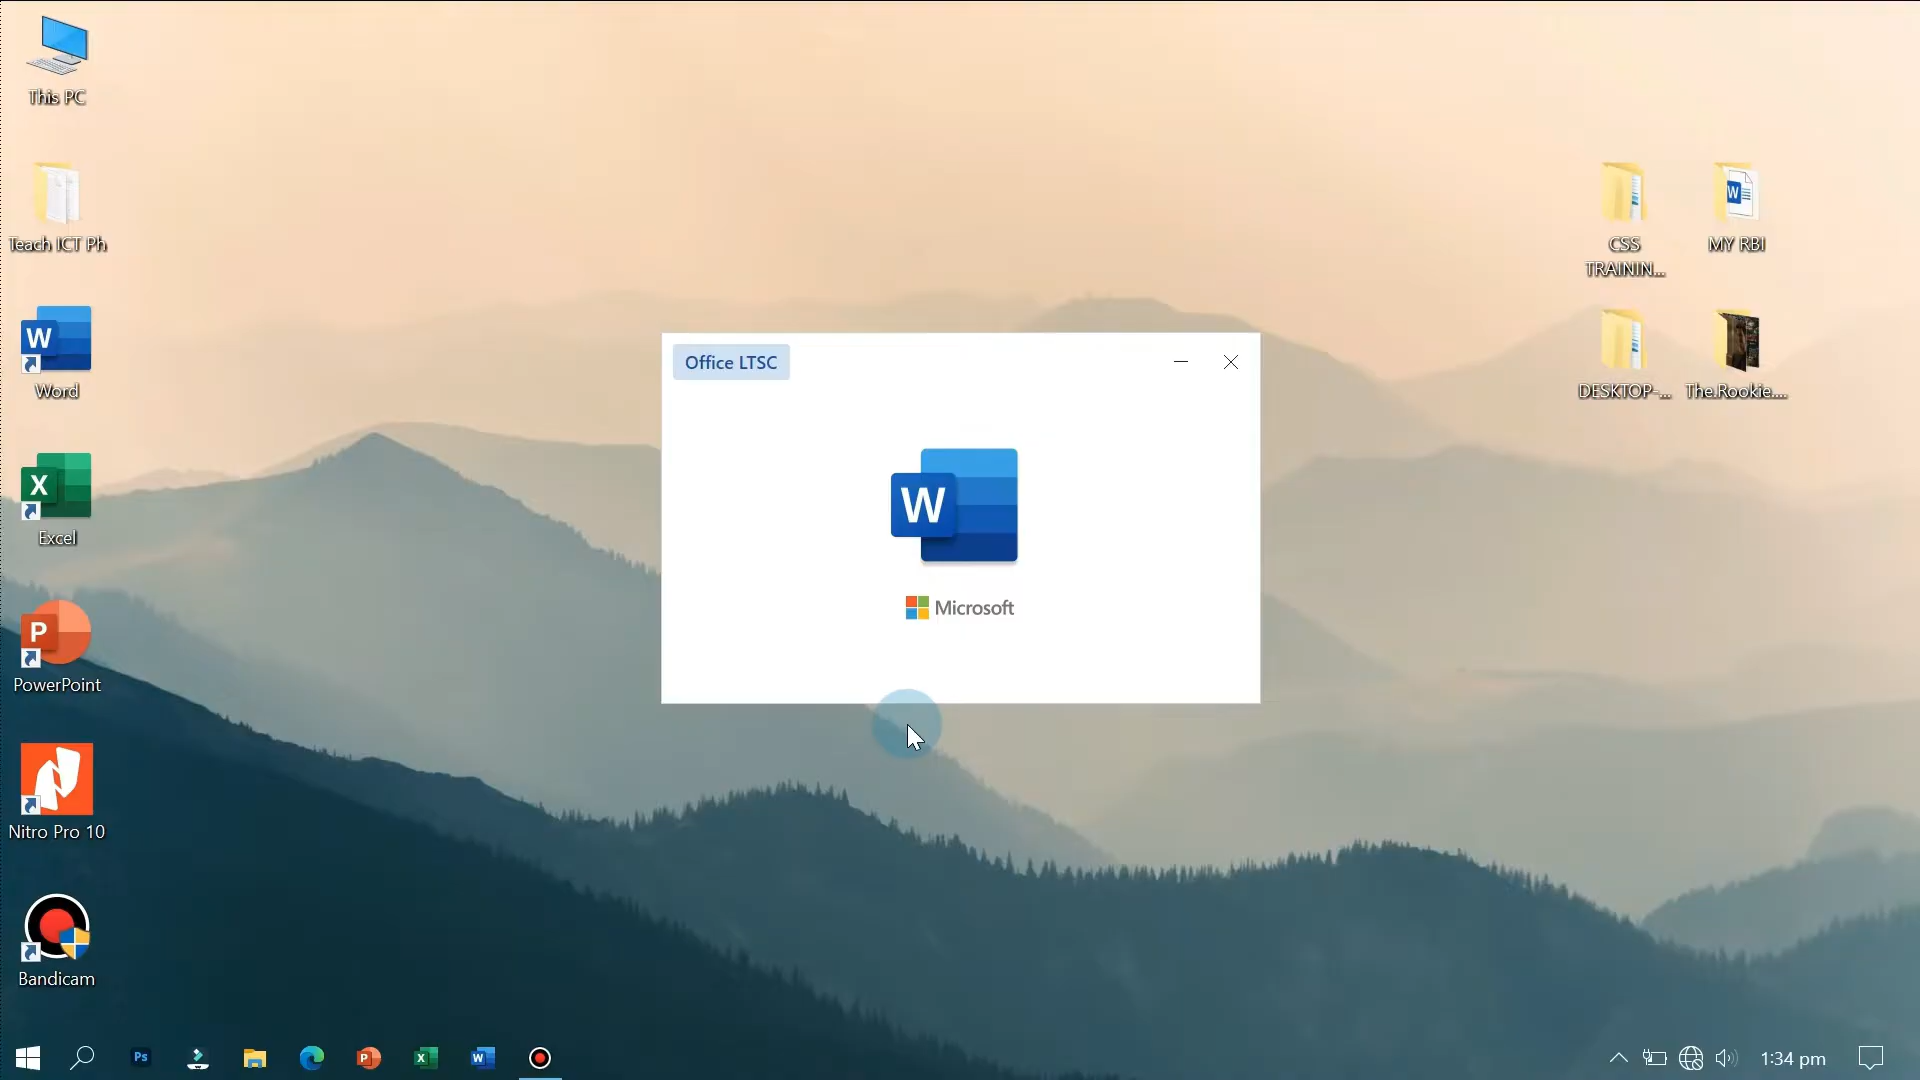 This PC
Teach ICT Ph
W
Word
X
Excel
P
PowerPoint
Nitro Pro 10
Bandicam
Office LTSC
W
Microsoft
CSS
TRAININ...
W
MY RBI
DESKTOP-...
The.Rookie....
Ps
P
X
W
1:34 pm